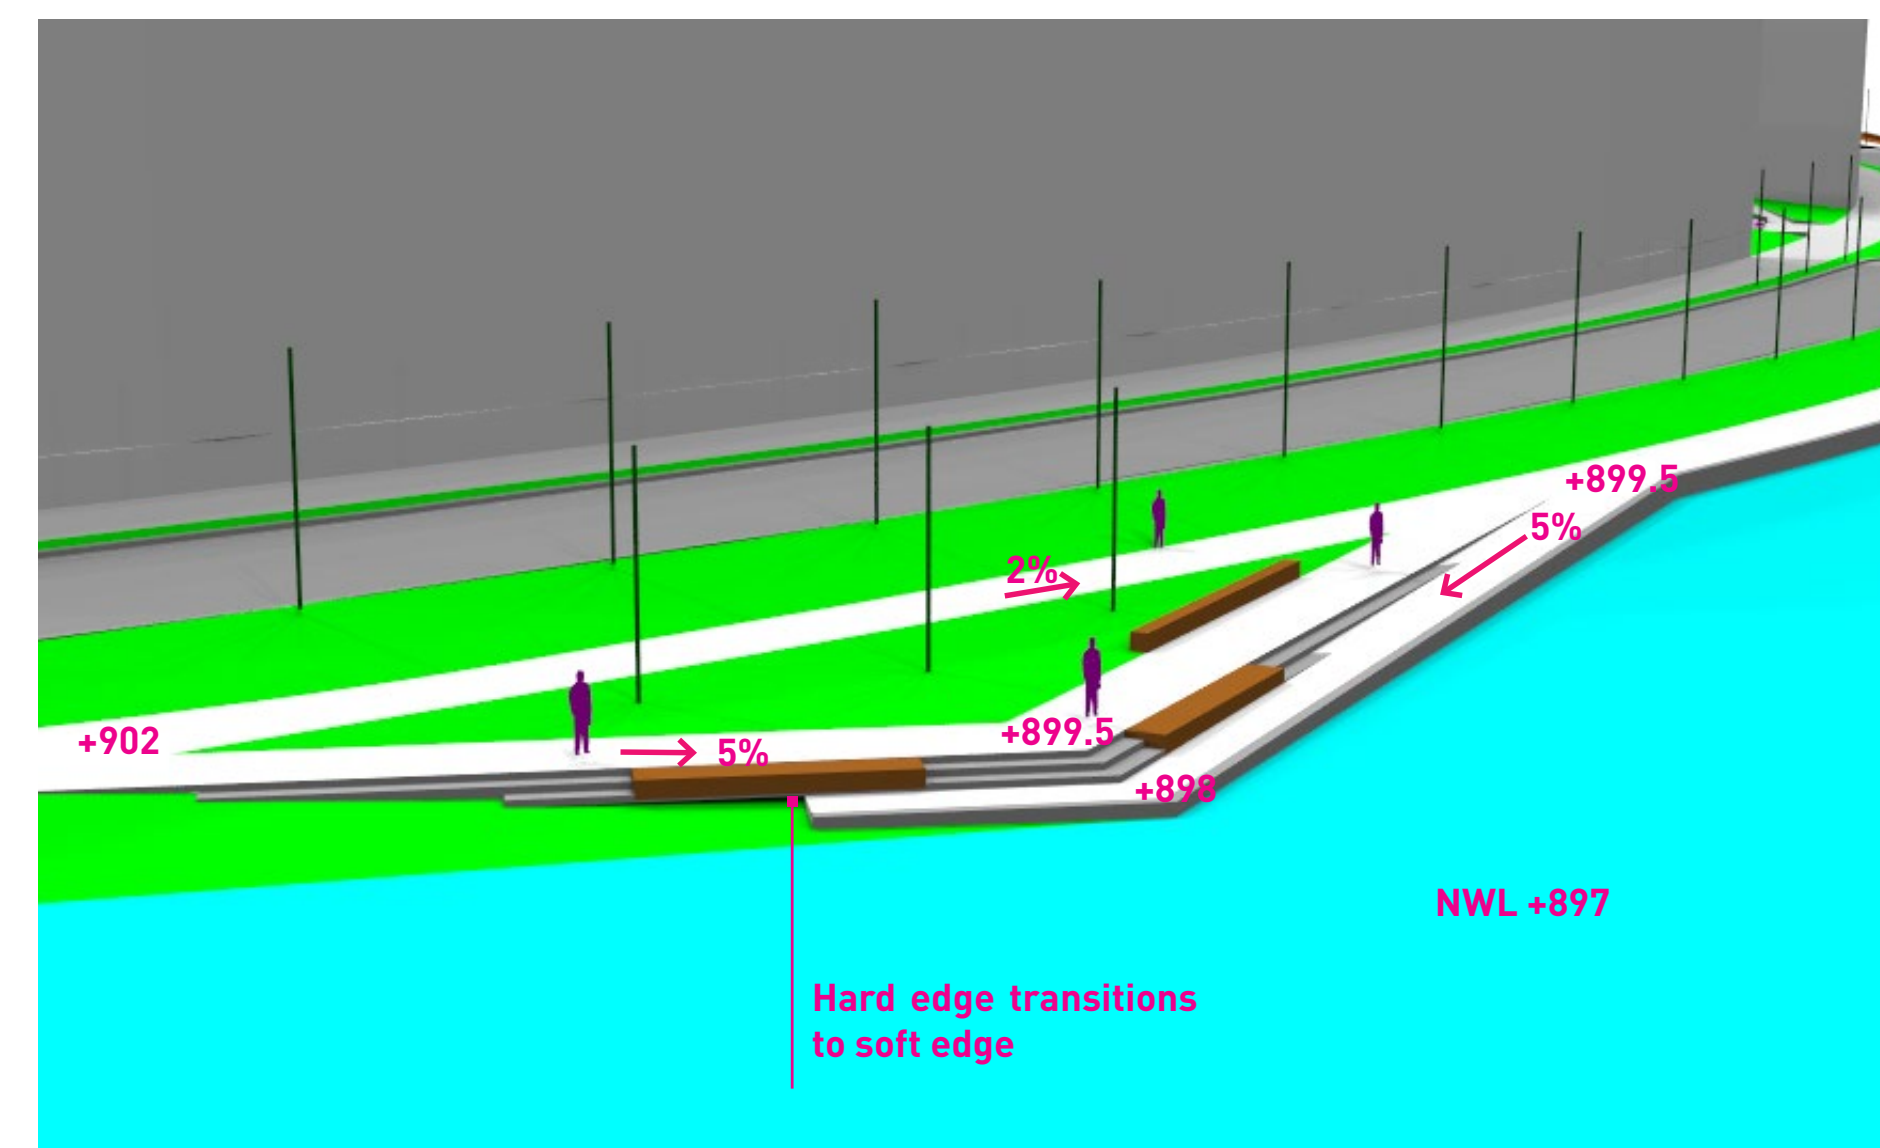 +899.5
5%
2%
+902
5%
+899.5
+898
NWL +897
Hard edge transitions
to soft edge